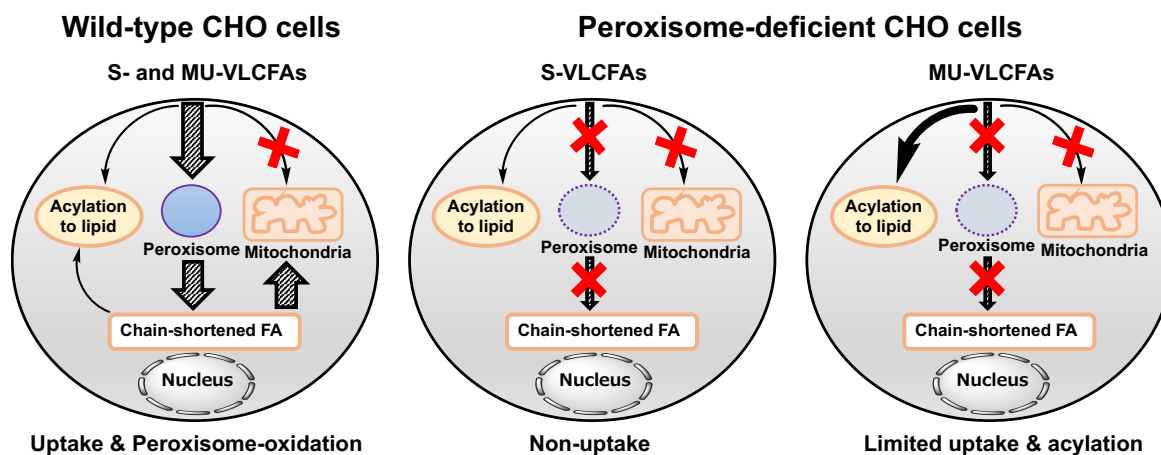 Wild-type CHO cells
Peroxisome-deficient CHO cells
S- and MU-VLCFAs
S-VLCFAs
MU-VLCFAs
Acylation
to lipid
Peroxisome
Mitochondria
Chain-shortened FA
Nucleus
Uptake & Peroxisome-oxidation
Acylation
to lipid
Peroxisome
Mitochondria
Chain-shortened FA
Nucleus
Non-uptake
Acylation
to lipid
Peroxisome
Mitochondria
Chain-shortened FA
Nucleus
Limited uptake & acylation